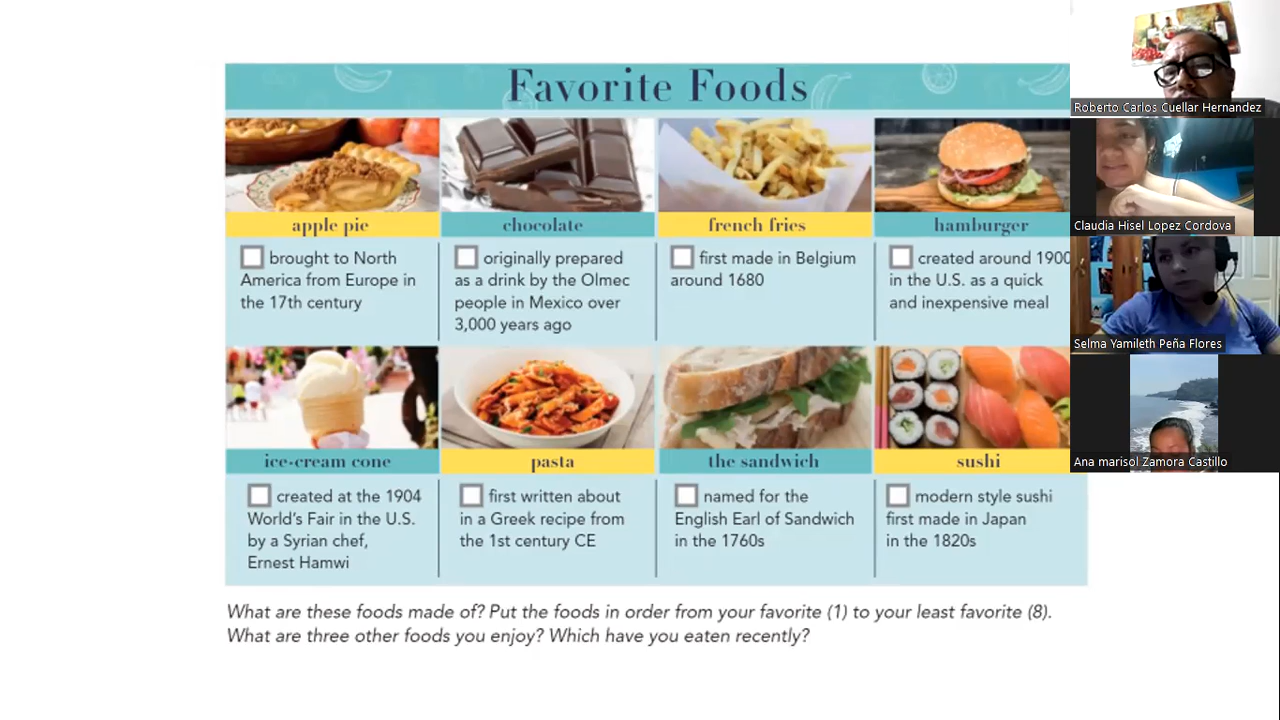 Favorite Foods
apple pie
brought to North
America from Europe in
the 17th century
chocolate
originally prepared
as a drink by the Olmec
people in Mexico over
3,000 years ago
french fries
first made in Belgium
around 1680
hamburger
created around 1900
in the U.S. as a quick
and inexpensive meal
ice-cream cone
created at the 1904
World's Fair in the U.S.
by a Syrian chef,
Ernest Hamwi
pasta
first written about
in a Greek recipe from
the 1st century CE
the sandwich
named for the
English Earl of Sandwich
in the 1760s
sushi
modern style sushi
first made in Japan
in the 1820s
What are these foods made of? Put the foods in order from your favorite (1) to your least favorite (8).
What are three other foods you enjoy? Which have you eaten recently?
Roberto Carlos Cuellar Hernandez
Claudia Hisel Lopez Cordova
Selma Yamileth Peña Flores
Ana marisol Zamora Castillo